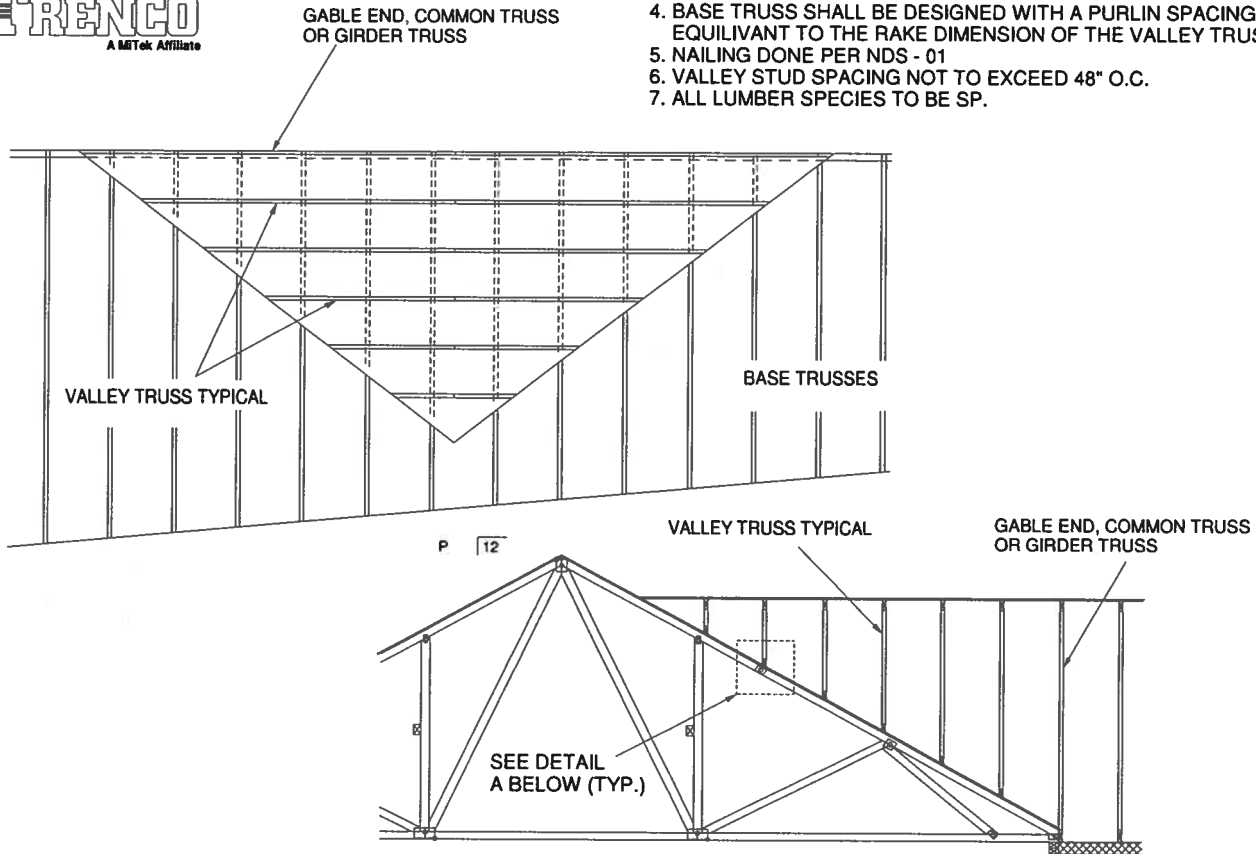 TRENCO
A MiTek Affiliate
GABLE END, COMMON TRUSS
OR GIRDER TRUSS
4. BASE TRUSS SHALL BE DESIGNED WITH A PURLIN SPACING
EQUILIVANT TO THE RAKE DIMENSION OF THE VALLEY TRUS
5. NAILING DONE PER NDS - 01
6. VALLEY STUD SPACING NOT TO EXCEED 48" O.C.
7. ALL LUMBER SPECIES TO BE SP.
VALLEY TRUSS TYPICAL
BASE TRUSSES
P 12
VALLEY TRUSS TYPICAL
GABLE END, COMMON TRUSS
OR GIRDER TRUSS
SEE DETAIL
A BELOW (TYP.)